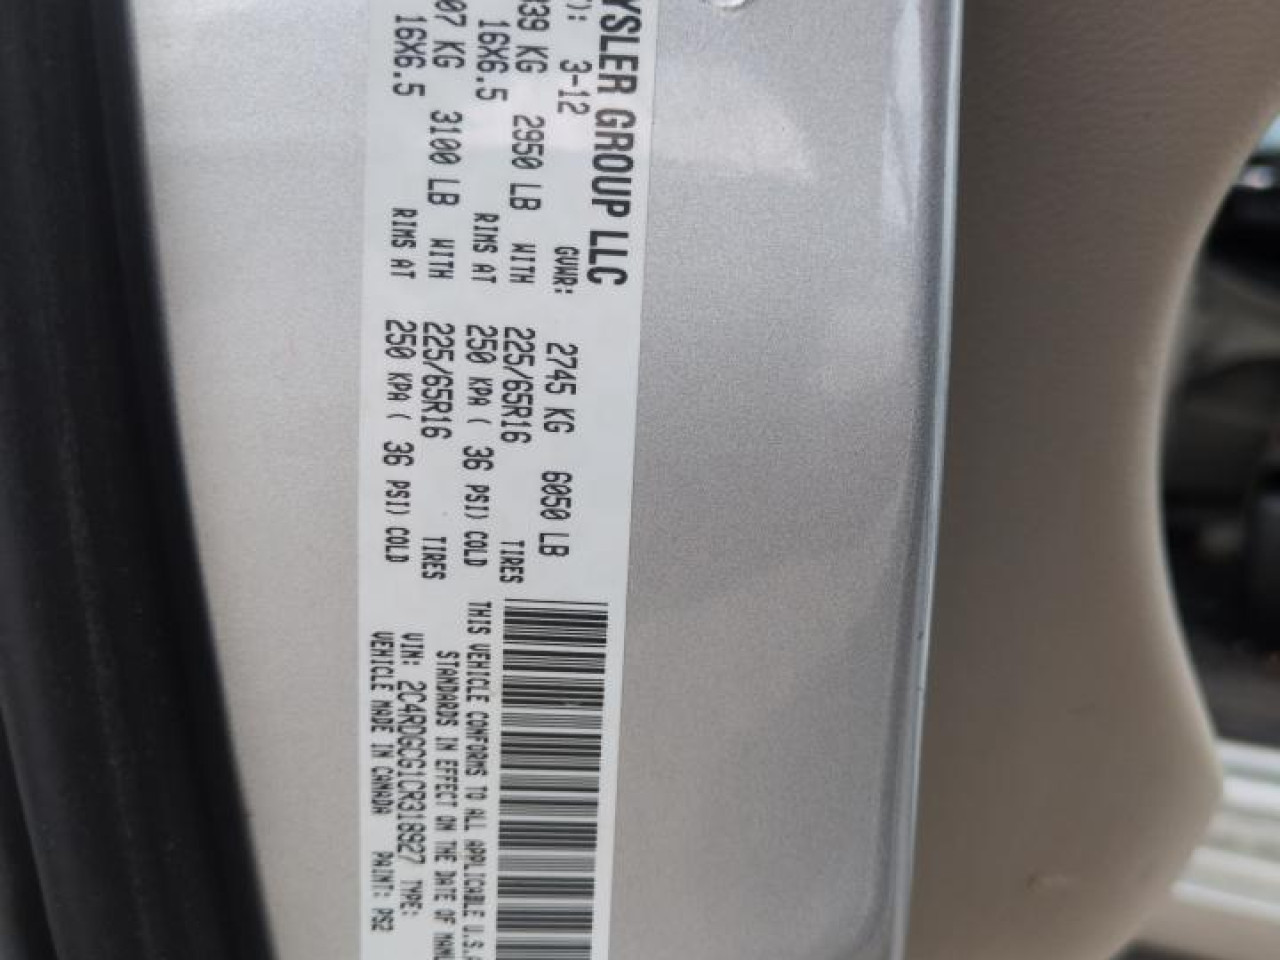 YSLER GROUP LLC
): 3-12 GVWR: 2745 KG 6050 LB
39 KG 2950 LB WITH 225/65R16 TIRES
16X6.5 RIMS AT 250 KPA ( 36 PSI) COLD
07 KG 3100 LB WITH 225/65R16 TIRES
16X6.5 RIMS AT 250 KPA ( 36 PSI) COLD
THIS VEHICLE CONFORMS TO ALL APPLICABLE U.S.A
STANDARDS IN EFFECT ON THE DATE OF MANU
VIN: 2C4RDGCG1CR318927 TYPE:
VEHICLE MADE IN CANADA PAINT: PS2